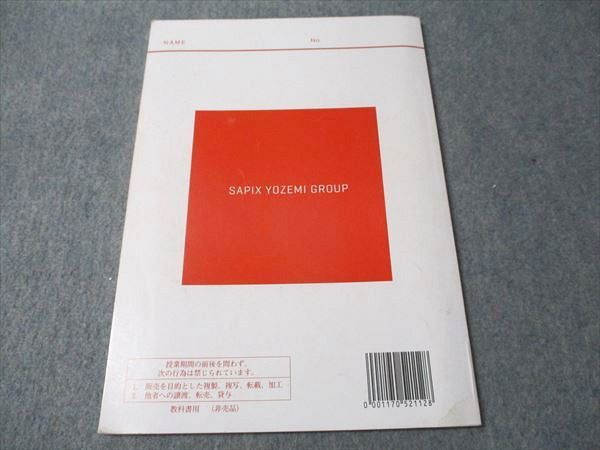 NAME No.
SAPIX YOZEMI GROUP
授業期間の前後を問わず、
次の行為は禁じられています。
1. 販売を目的とした複製、複写、転載、加工
2. 他者への譲渡、転売、貸与
教科書用 （非売品）
0 001170 521128